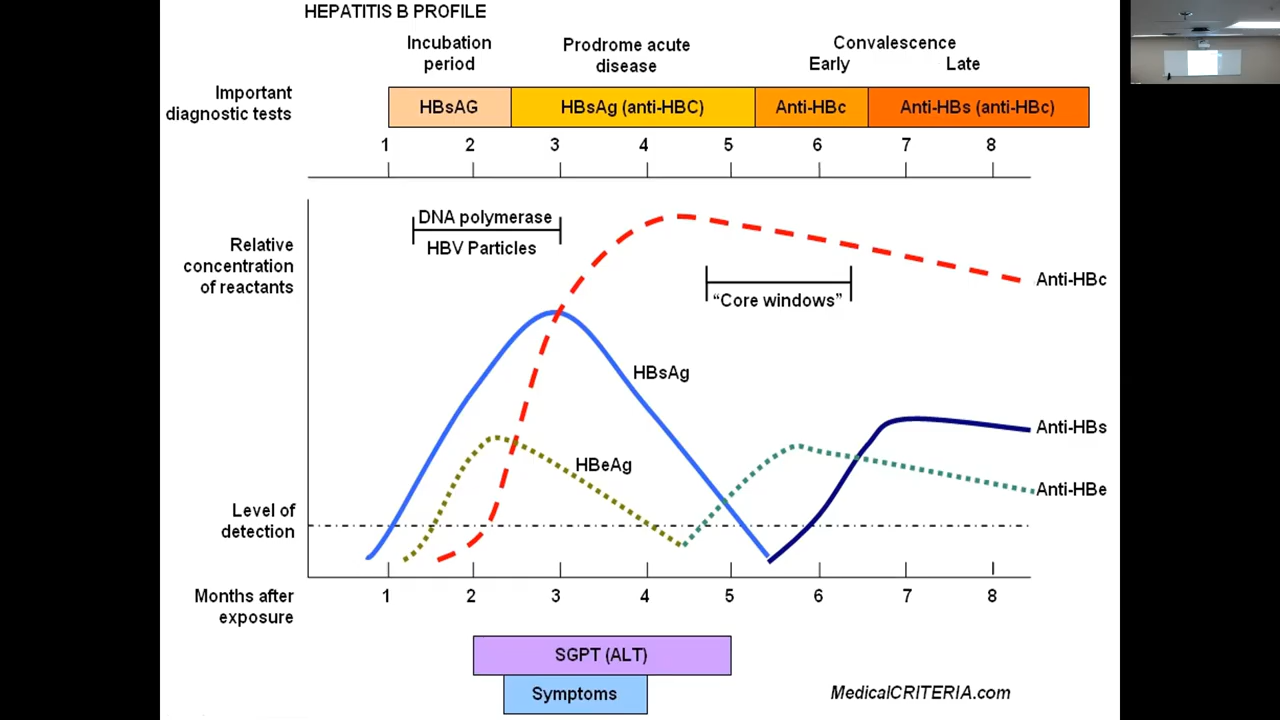 HEPATITIS B PROFILE
Incubation
period
Prodrome acute
disease
Convalescence
Early
Late
Important
diagnostic tests
HBsAG
HBsAg (anti-HBC)
Anti-HBc
Anti-HBs (anti-HBc)
1 2 3 4 5 6 7 8
DNA polymerase
HBV Particles
Relative
concentration
of reactants
"Core windows"
Anti-HBc
HBsAg
Anti-HBs
HBeAg
Anti-HBe
Level of
detection
Months after
exposure
1 2 3 4 5 6 7 8
SGPT (ALT)
Symptoms
MedicalCRITERIA.com